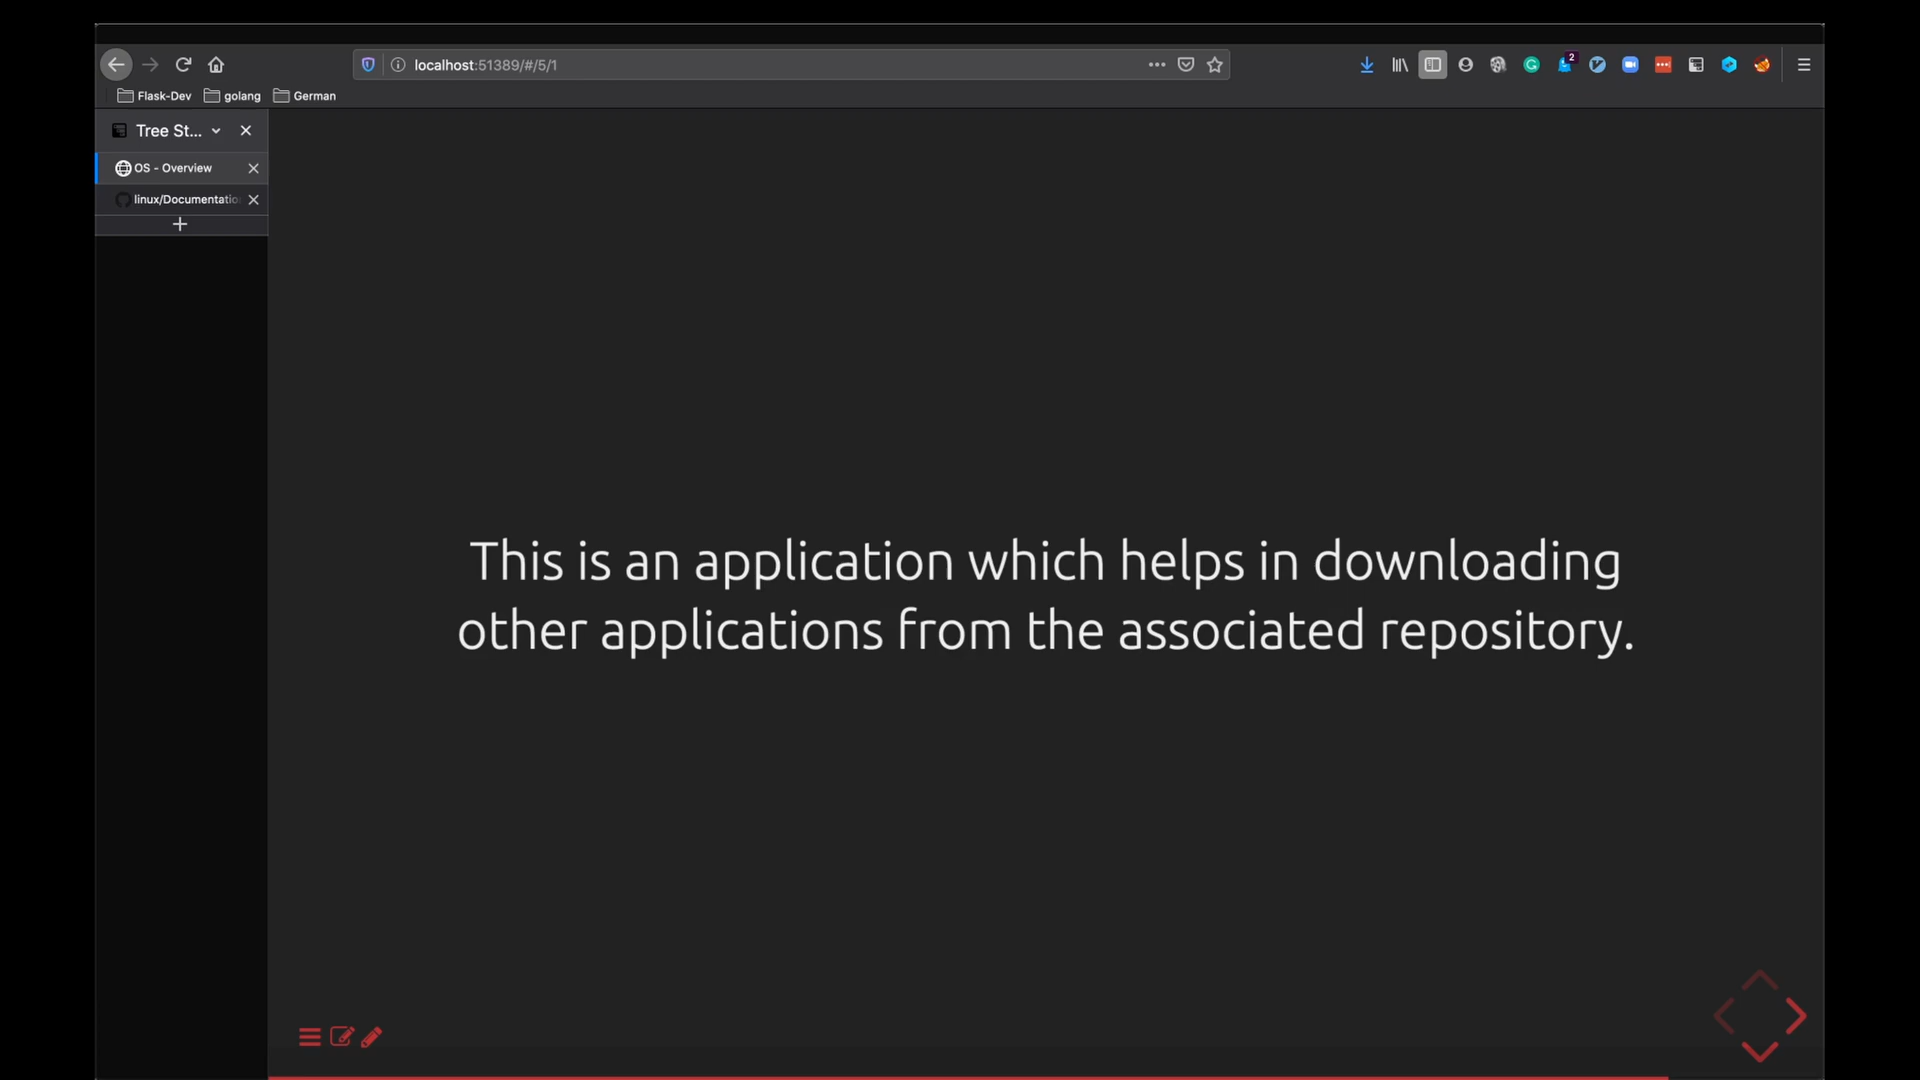 localhost:51389/#/5/1
2
Flask-Dev golang German
Tree St...
OS - Overview
linux/Documentatio
This is an application which helps in downloading
other applications from the associated repository.